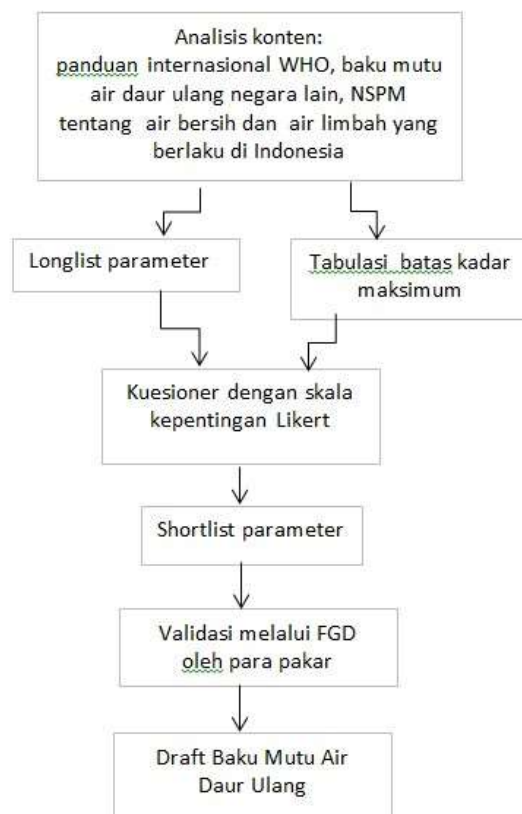 Analisis konten:
panduan internasional WHO, baku mutu
air daur ulang negara lain, NSPM
tentang air bersih dan air limbah yang
berlaku di Indonesia
Longlist parameter
Tabulasi batas kadar
maksimum
Kuesioner dengan skala
kepentingan Likert
Shortlist parameter
Validasi melalui FGD
oleh para pakar
Draft Baku Mutu Air
Daur Ulang